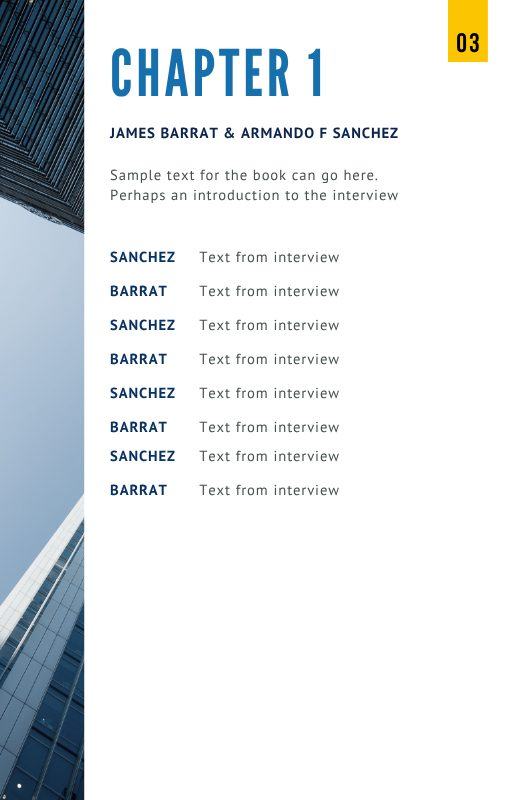 03
CHAPTER 1
JAMES BARRAT & ARMANDO F SANCHEZ
Sample text for the book can go here.
Perhaps an introduction to the interview
SANCHEZ Text from interview
BARRAT Text from interview
SANCHEZ Text from interview
BARRAT Text from interview
SANCHEZ Text from interview
BARRAT Text from interview
SANCHEZ Text from interview
BARRAT Text from interview